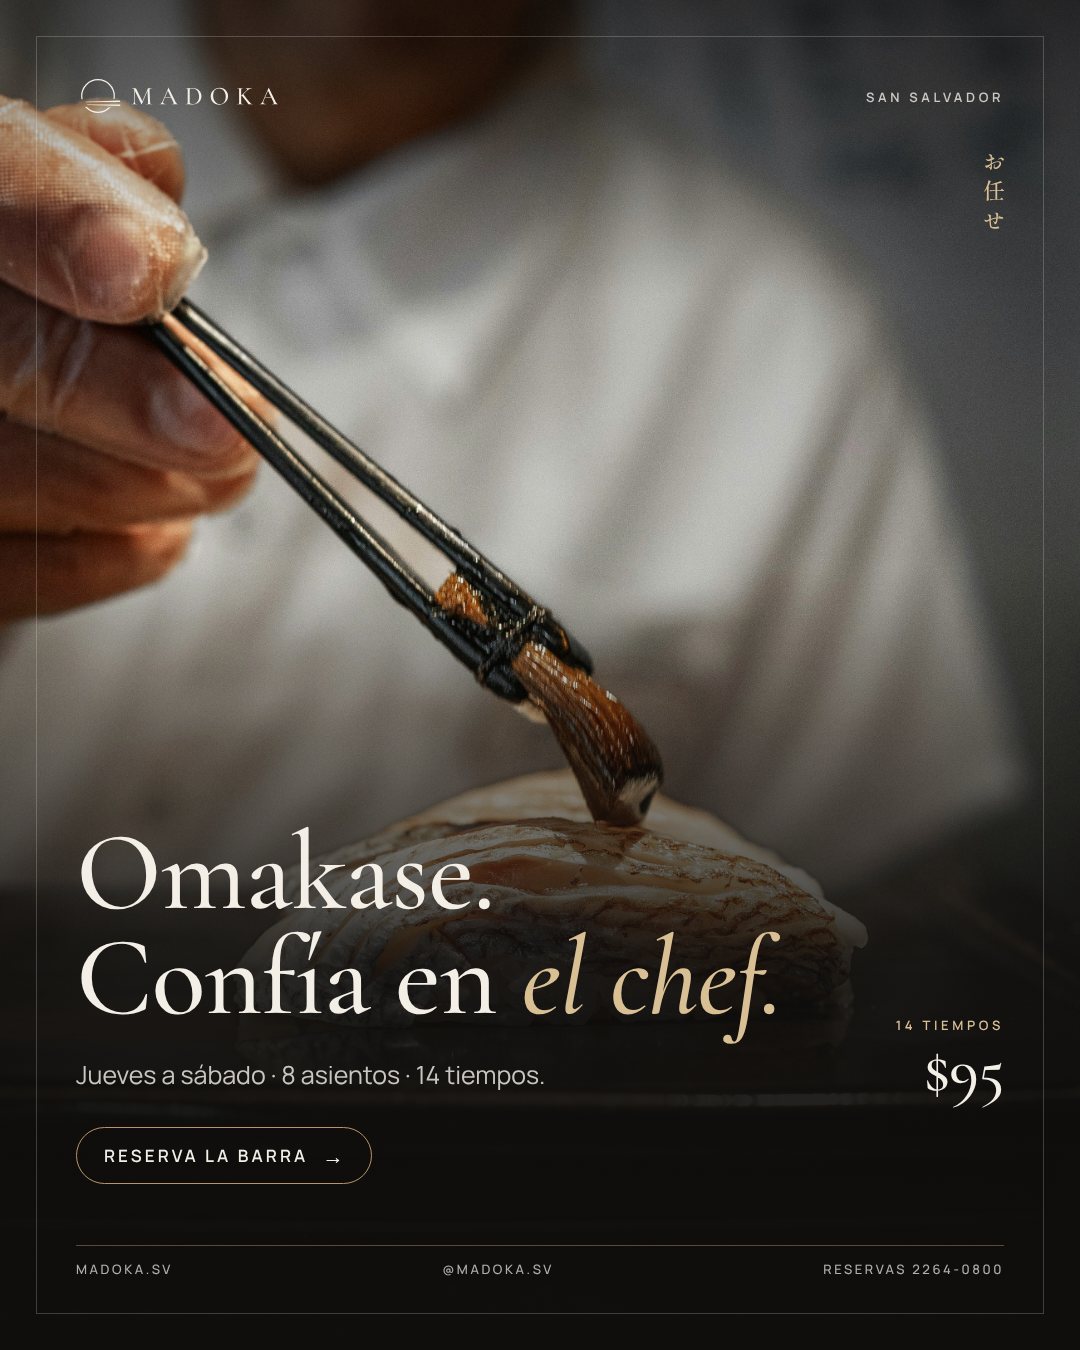 MADOKA
SAN SALVADOR
お任せ
Omakase.
Confía en el chef.
14 TIEMPOS
$95
Jueves a sábado · 8 asientos · 14 tiempos.
RESERVA LA BARRA →
MADOKA.SV
@MADOKA.SV
RESERVAS 2264-0800